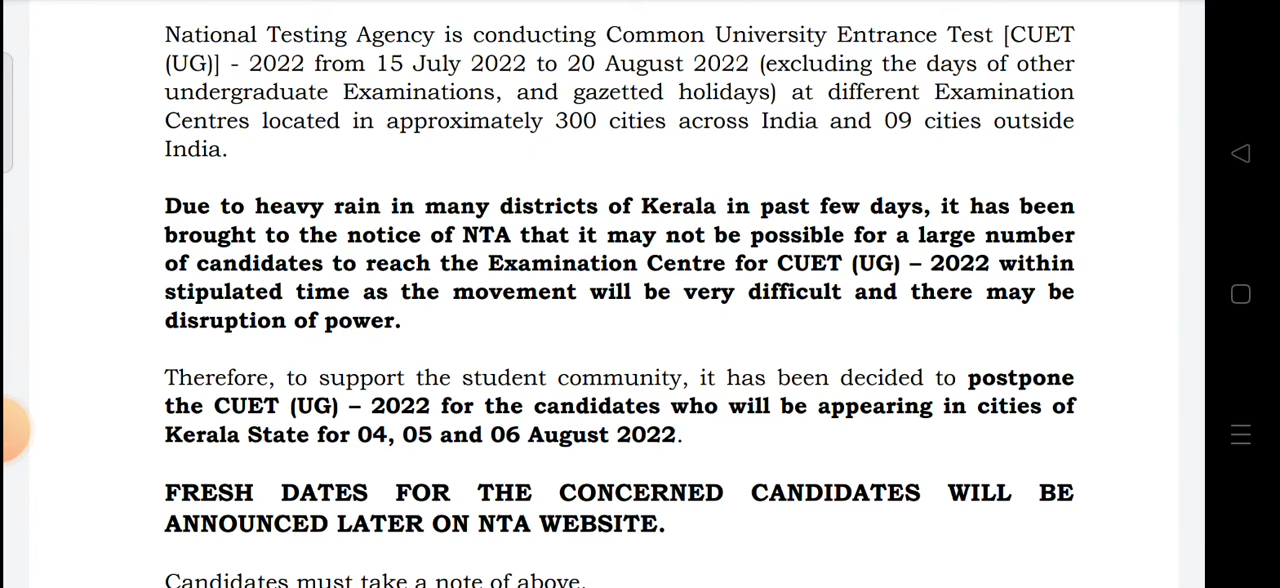 National Testing Agency is conducting Common University Entrance Test [CUET
(UG)] - 2022 from 15 July 2022 to 20 August 2022 (excluding the days of other
undergraduate Examinations, and gazetted holidays) at different Examination
Centres located in approximately 300 cities across India and 09 cities outside
India.
Due to heavy rain in many districts of Kerala in past few days, it has been
brought to the notice of NTA that it may not be possible for a large number
of candidates to reach the Examination Centre for CUET (UG) – 2022 within
stipulated time as the movement will be very difficult and there may be
disruption of power.
Therefore, to support the student community, it has been decided to postpone
the CUET (UG) – 2022 for the candidates who will be appearing in cities of
Kerala State for 04, 05 and 06 August 2022.
FRESH DATES FOR THE CONCERNED CANDIDATES WILL BE
ANNOUNCED LATER ON NTA WEBSITE.
Candidates must take a note of above.